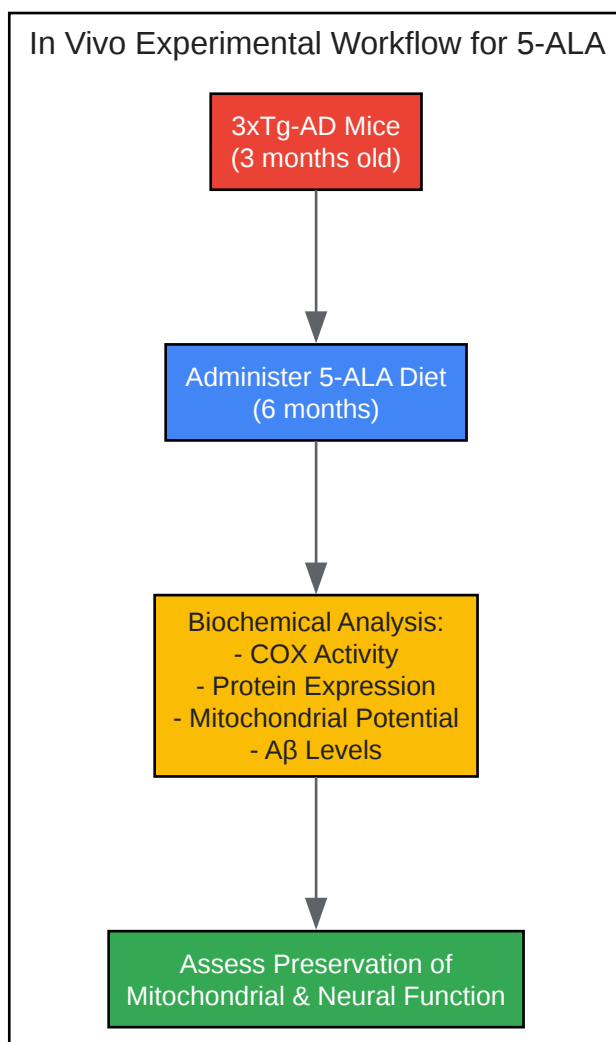 In Vivo Experimental Workflow for 5-ALA
3xTg-AD Mice
(3 months old)
Administer 5-ALA Diet
(6 months)
Biochemical Analysis:
- COX Activity
- Protein Expression
- Mitochondrial Potential
- Aβ Levels
Assess Preservation of
Mitochondrial & Neural Function